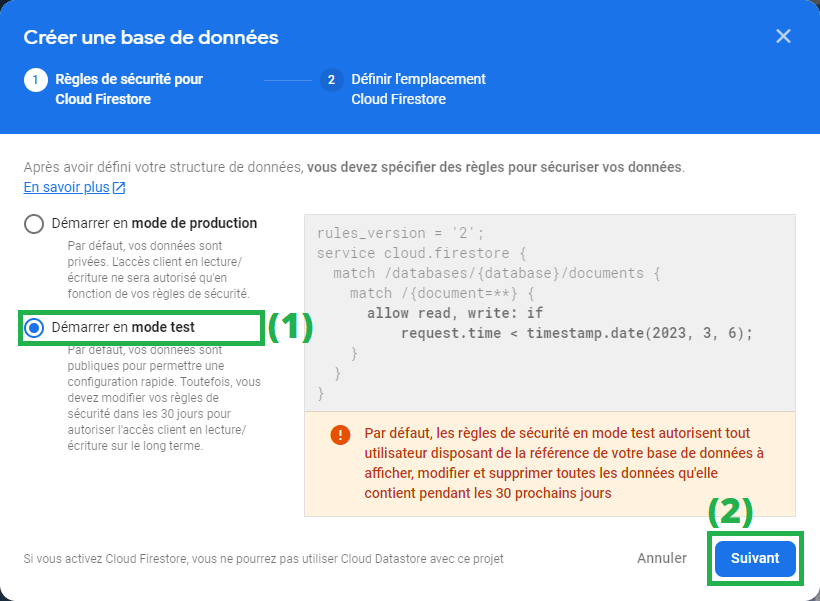 Créer une base de données
1 Règles de sécurité pour
Cloud Firestore
2 Définir l'emplacement
Cloud Firestore
Après avoir défini votre structure de données, vous devez spécifier des règles pour sécuriser vos données.
En savoir plus
Démarrer en mode de production
Par défaut, vos données sont
privées. L'accès client en lecture/
écriture ne sera autorisé qu'en
fonction de vos règles de sécurité.
Démarrer en mode test
(1)
Par défaut, vos données sont
publiques pour permettre une
configuration rapide. Toutefois, vous
devez modifier vos règles de
sécurité dans les 30 jours pour
autoriser l'accès client en lecture/
écriture sur le long terme.
rules_version = '2';
service cloud.firestore {
match /databases/{database}/documents {
match /{document=**} {
allow read, write: if
request.time < timestamp.date(2023, 3, 6);
}
}
}
Par défaut, les règles de sécurité en mode test autorisent tout
utilisateur disposant de la référence de votre base de données à
afficher, modifier et supprimer toutes les données qu'elle
contient pendant les 30 prochains jours
(2)
Si vous activez Cloud Firestore, vous ne pourrez pas utiliser Cloud Datastore avec ce projet
Annuler
Suivant